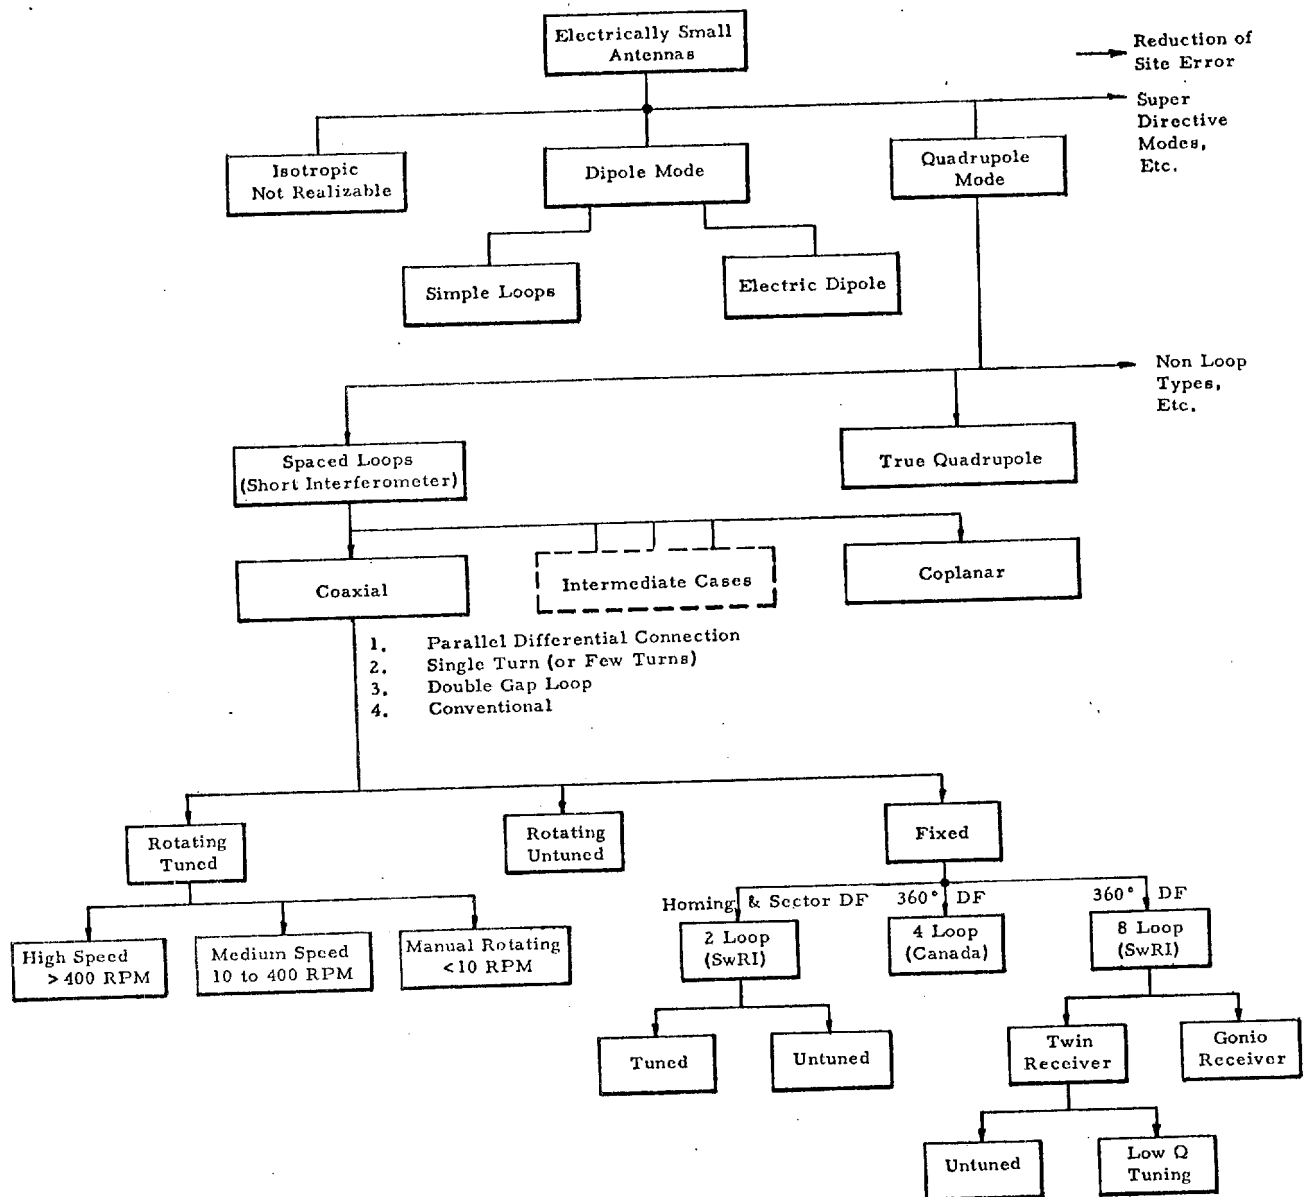 Electrically Small
Antennas
Reduction of
Site Error
Super
Directive
Modes,
Etc.
Isotropic
Not Realizable
Dipole Mode
Quadrupole
Mode
Simple Loops
Electric Dipole
Non Loop
Types,
Etc.
Spaced Loops
(Short Interferometer)
True Quadrupole
Coaxial
Intermediate Cases
Coplanar
1. Parallel Differential Connection
2. Single Turn (or Few Turns)
3. Double Gap Loop
4. Conventional
Rotating
Tuned
Rotating
Untuned
Fixed
Homing & Sector DF
360° DF
360° DF
High Speed
> 400 RPM
Medium Speed
10 to 400 RPM
Manual Rotating
<10 RPM
2 Loop
(SwRI)
4 Loop
(Canada)
8 Loop
(SwRI)
Tuned
Untuned
Twin
Receiver
Gonio
Receiver
Untuned
Low Q
Tuning